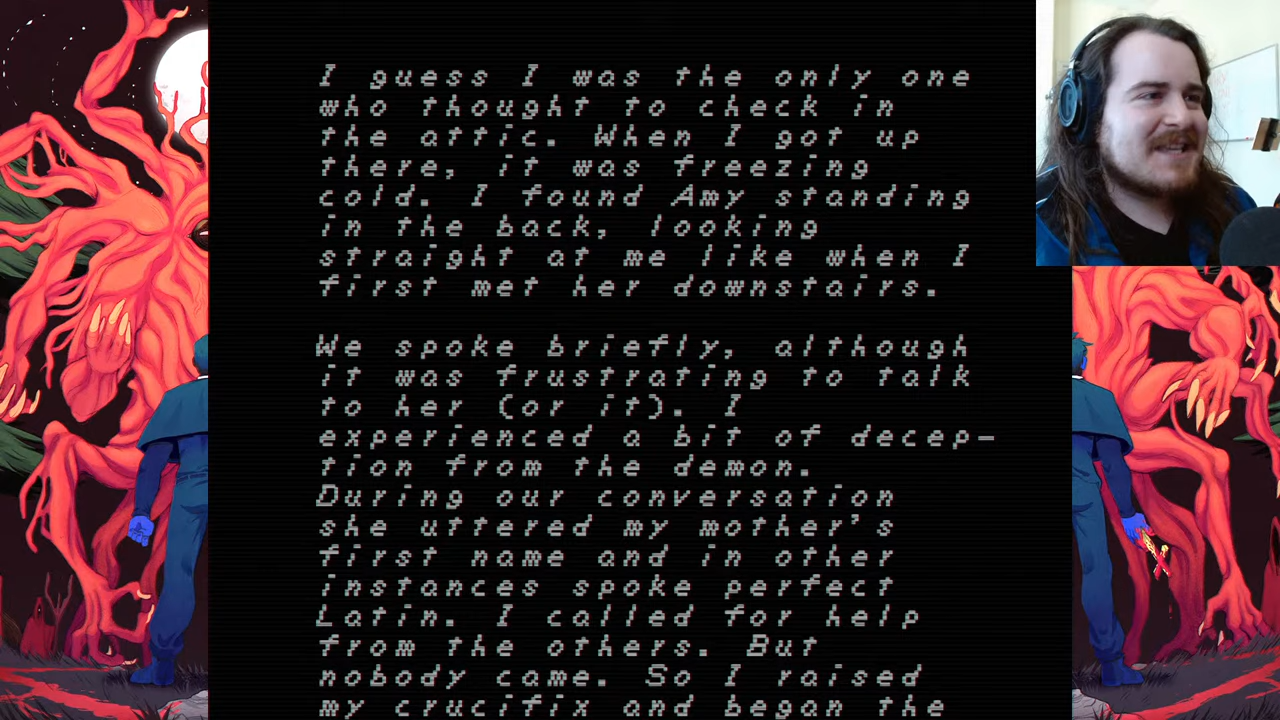 I guess I was the only one
who thought to check in
the attic. When I got up
there, it was freezing
cold. I found Amy standing
in the back, looking
straight at me like when I
first met her downstairs.
We spoke briefly, although
it was frustrating to talk
to her (or it). I
experienced a bit of decep-
tion from the demon.
During our conversation
she uttered my mother's
first name and in other
instances spoke perfect
Latin. I called for help
from the others. But
nobody came. So I raised
my crucifix and began the